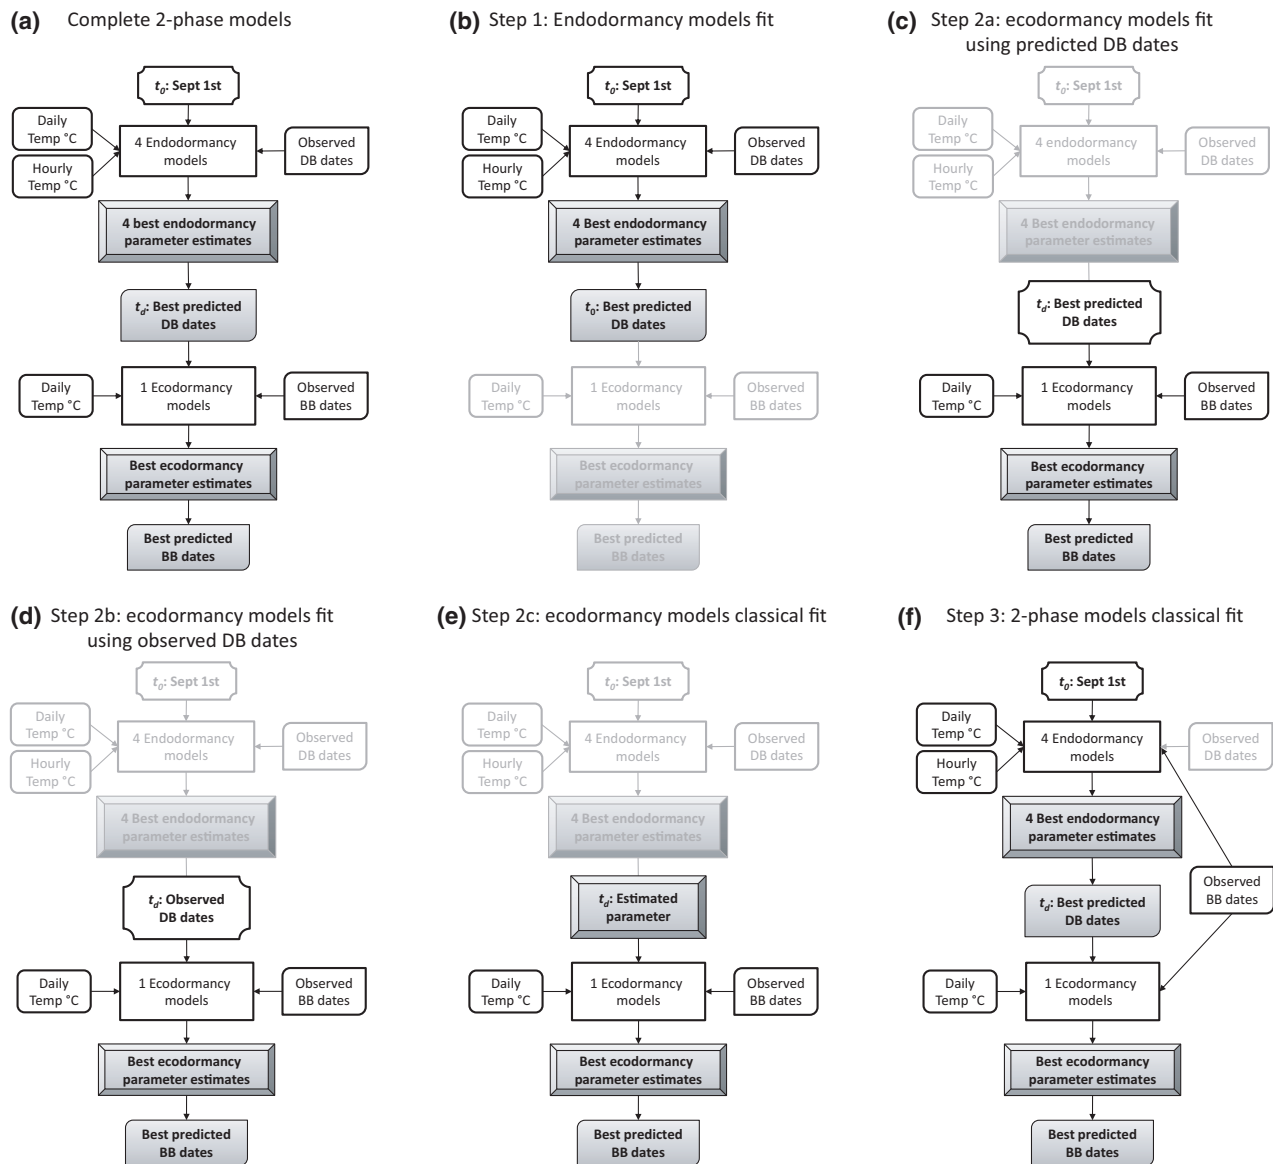 (a) Complete 2-phase models
t0: Sept 1st
Daily
Temp °C
Hourly
Temp °C
4 Endodormancy
models
Observed
DB dates
4 best endodormancy
parameter estimates
td: Best predicted
DB dates
Daily
Temp °C
1 Ecodormancy
models
Observed
BB dates
Best ecodormancy
parameter estimates
Best predicted
BB dates
(b) Step 1: Endodormancy models fit
t0: Sept 1st
Daily
Temp °C
Hourly
Temp °C
4 Endodormancy
models
Observed
DB dates
4 Best endodormancy
parameter estimates
t0: Best predicted
DB dates
Daily
Temp °C
1 Ecodormancy
models
Observed
BB dates
Best ecodormancy
parameter estimates
Best predicted
BB dates
(c) Step 2a: ecodormancy models fit
using predicted DB dates
t0: Sept 1st
Daily
Temp °C
Hourly
Temp °C
4 endodormancy
models
Observed
DB dates
4 Best endodormancy
parameter estimates
td: Best predicted
DB dates
Daily
Temp °C
1 Ecodormancy
models
Observed
BB dates
Best ecodormancy
parameter estimates
Best predicted
BB dates
(d) Step 2b: ecodormancy models fit
using observed DB dates
t0: Sept 1st
Daily
Temp °C
Hourly
Temp °C
4 Endodormancy
models
Observed
DB dates
4 Best endodormancy
parameter estimates
td: Observed
DB dates
Daily
Temp °C
1 Ecodormancy
models
Observed
BB dates
Best ecodormancy
parameter estimates
Best predicted
BB dates
(e) Step 2c: ecodormancy models classical fit
t0: Sept 1st
Daily
Temp °C
Hourly
Temp °C
4 Endodormancy
models
Observed
DB dates
4 Best endodormancy
parameter estimates
td: Estimated
parameter
Daily
Temp °C
1 Ecodormancy
models
Observed
BB dates
Best ecodormancy
parameter estimates
Best predicted
BB dates
(f) Step 3: 2-phase models classical fit
t0: Sept 1st
Daily
Temp °C
Hourly
Temp °C
4 Endodormancy
models
Observed
DB dates
4 Best endodormancy
parameter estimates
Observed
BB dates
td: Best predicted
DB dates
Daily
Temp °C
1 Ecodormancy
models
Best ecodormancy
parameter estimates
Best predicted
BB dates